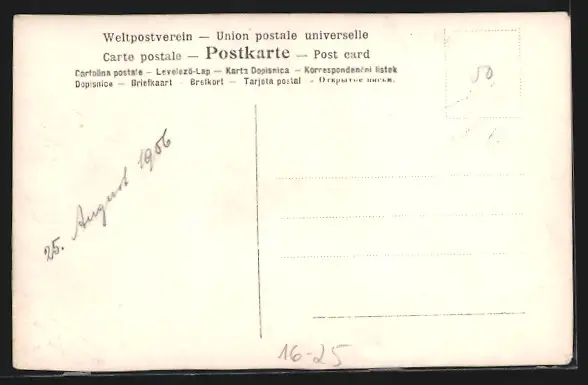 Weltpostverein — Union postale universelle
Carte postale — Postkarte — Post card
Cartolina postale — Levelező-Lap — Karta Dopisnica — Korrespondenční listek
Dopisnice — Briefkaart — Brefkort — Tarjeta postal — Открытое письмо.
50
25. August 1906
16-25